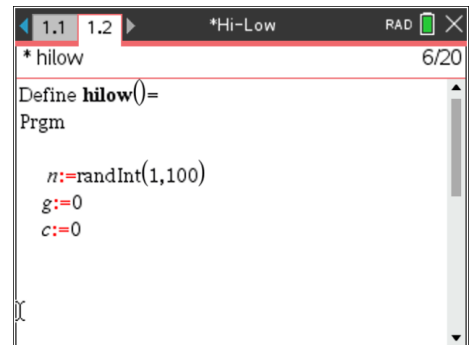 1.1 1.2 *Hi-Low RAD
* hilow 6/20
Define hilow()=
Prgm
n:=randInt(1,100)
g:=0
c:=0